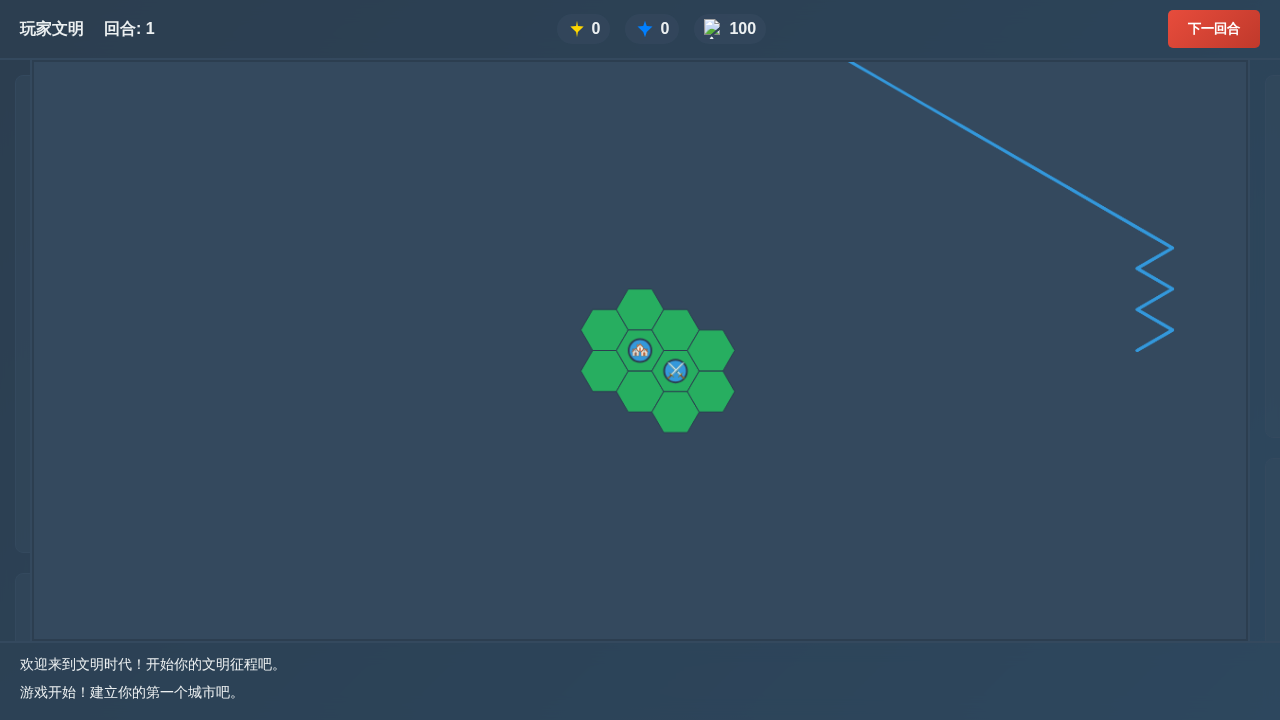 玩家文明 回合: 1
0 0 100
下一回合
欢迎来到文明时代！开始你的文明征程吧。
游戏开始！建立你的第一个城市吧。